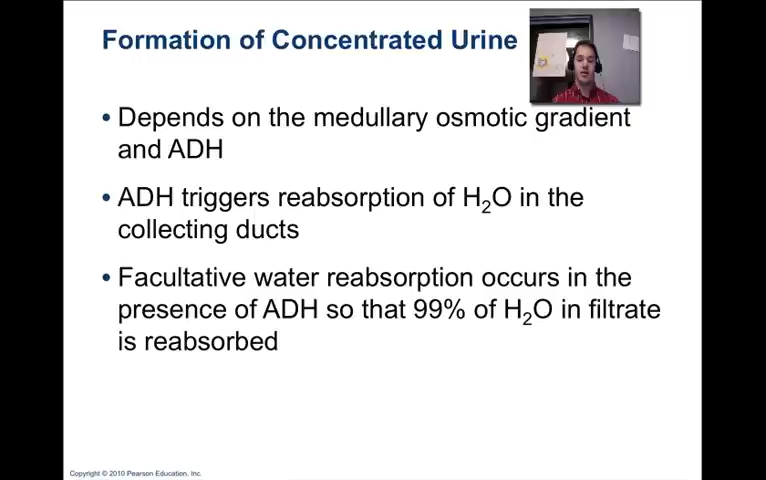 Formation of Concentrated Urine
• Depends on the medullary osmotic gradient
and ADH
• ADH triggers reabsorption of H₂O in the
collecting ducts
• Facultative water reabsorption occurs in the
presence of ADH so that 99% of H₂O in filtrate
is reabsorbed
Copyright © 2010 Pearson Education, Inc.